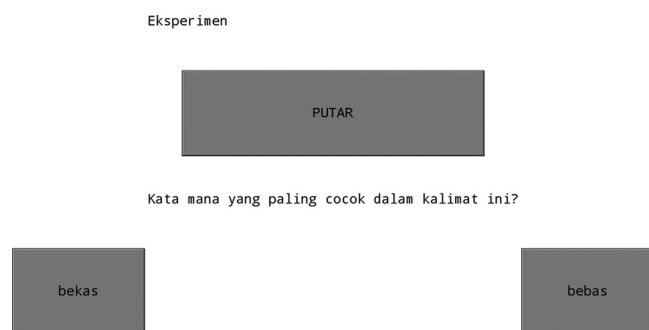 Eksperimen
PUTAR
Kata mana yang paling cocok dalam kalimat ini?
bekas
bebas